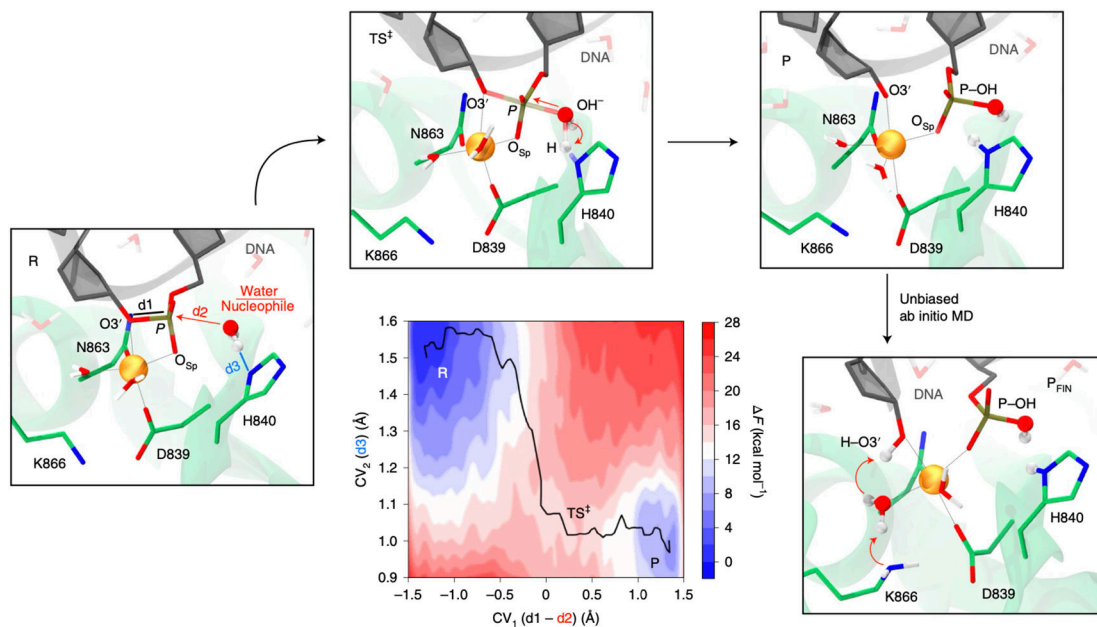 TS‡
DNA
O3′
P
OH⁻
N863
O_Sp
H
H840
D839
K866
P
DNA
P–OH
O3′
N863
O_Sp
H840
D839
K866
R
DNA
Water
Nucleophile
d1
d2
O3′
P
N863
O_Sp
d3
H840
D839
K866
Unbiased
ab initio MD
P_FIN
DNA
P–OH
H–O3′
H840
K866
D839
CV₂ (d3) (Å)
1.6
1.5
1.4
1.3
1.2
1.1
1.0
0.9
R
TS‡
P
–1.5 –1.0 –0.5 0 0.5 1.0 1.5
CV₁ (d1 – d2) (Å)
28
24
20
16
12
8
4
0
ΔF (kcal mol⁻¹)